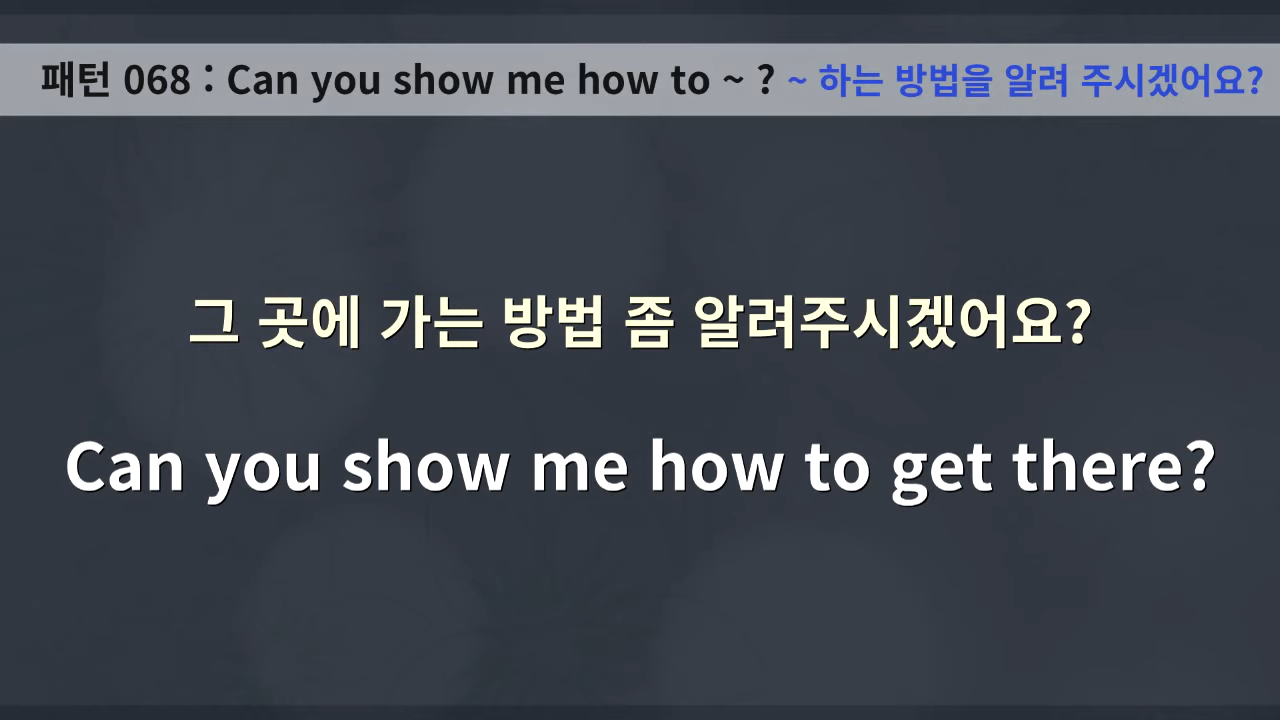 패턴 068 : Can you show me how to ~ ? ~ 하는 방법을 알려 주시겠어요?
그 곳에 가는 방법 좀 알려주시겠어요?
Can you show me how to get there?